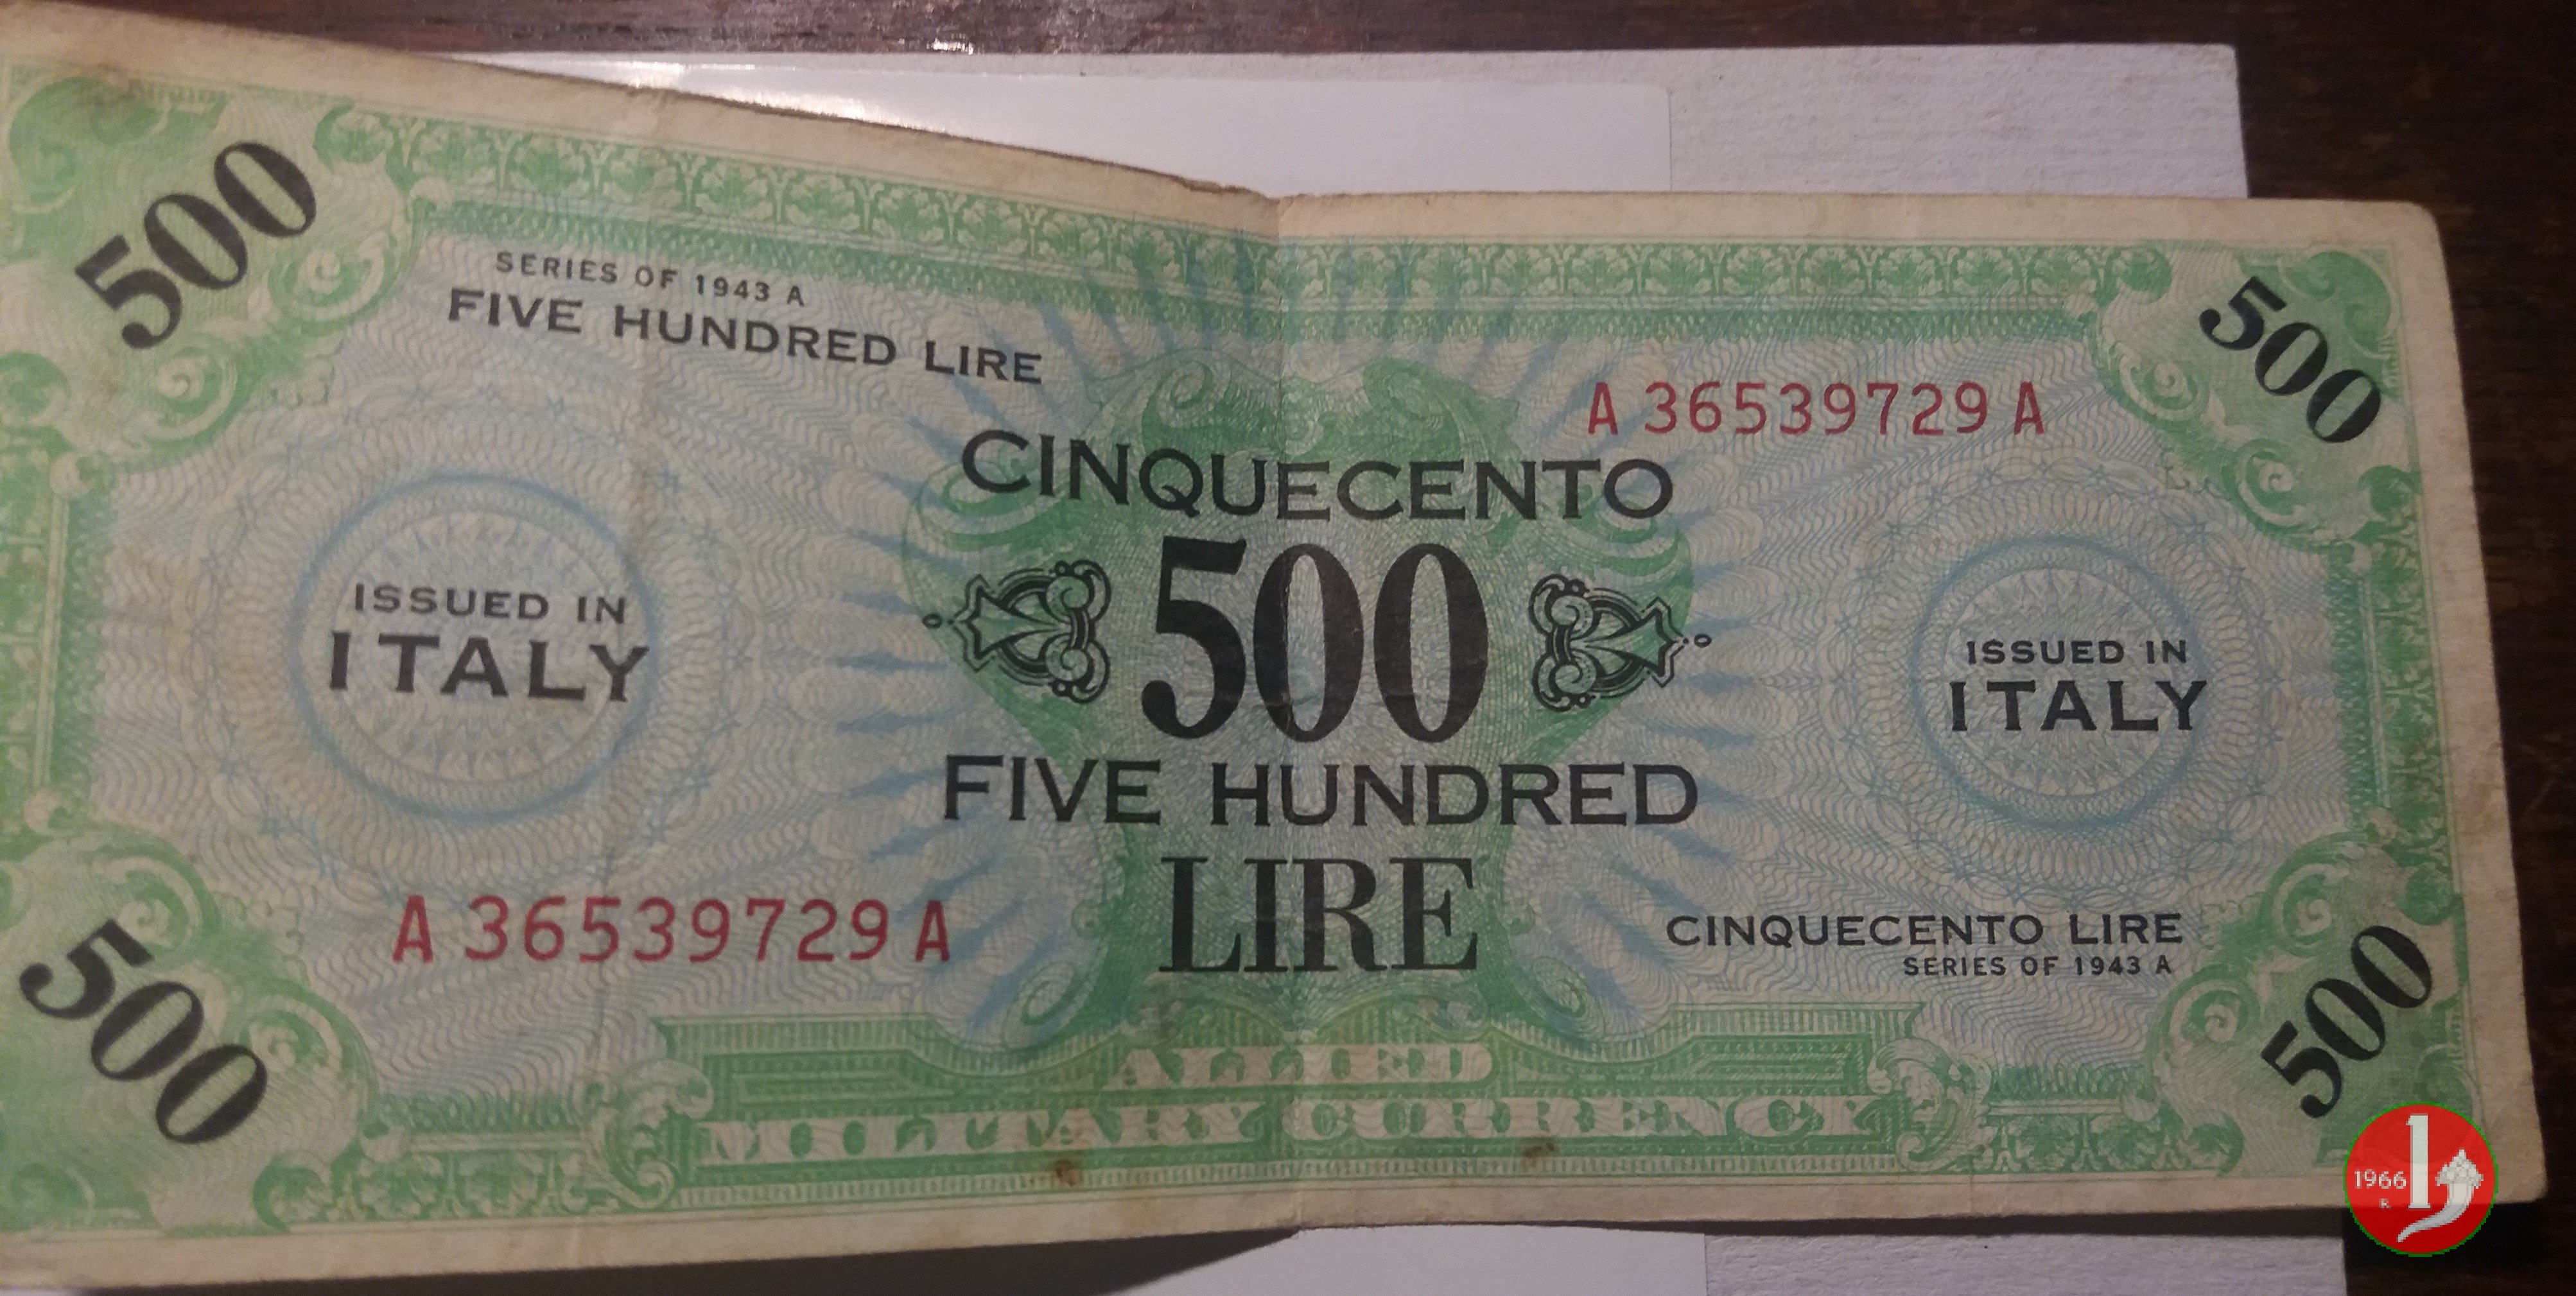 500
500
SERIES OF 1943 A
FIVE HUNDRED LIRE
A 36539729 A
CINQUECENTO
500
ISSUED IN
ITALY
ISSUED IN
ITALY
FIVE HUNDRED
LIRE
A 36539729 A
CINQUECENTO LIRE
SERIES OF 1943 A
500
500
ALLIED
MILITARY CURRENCY
1966
R
1